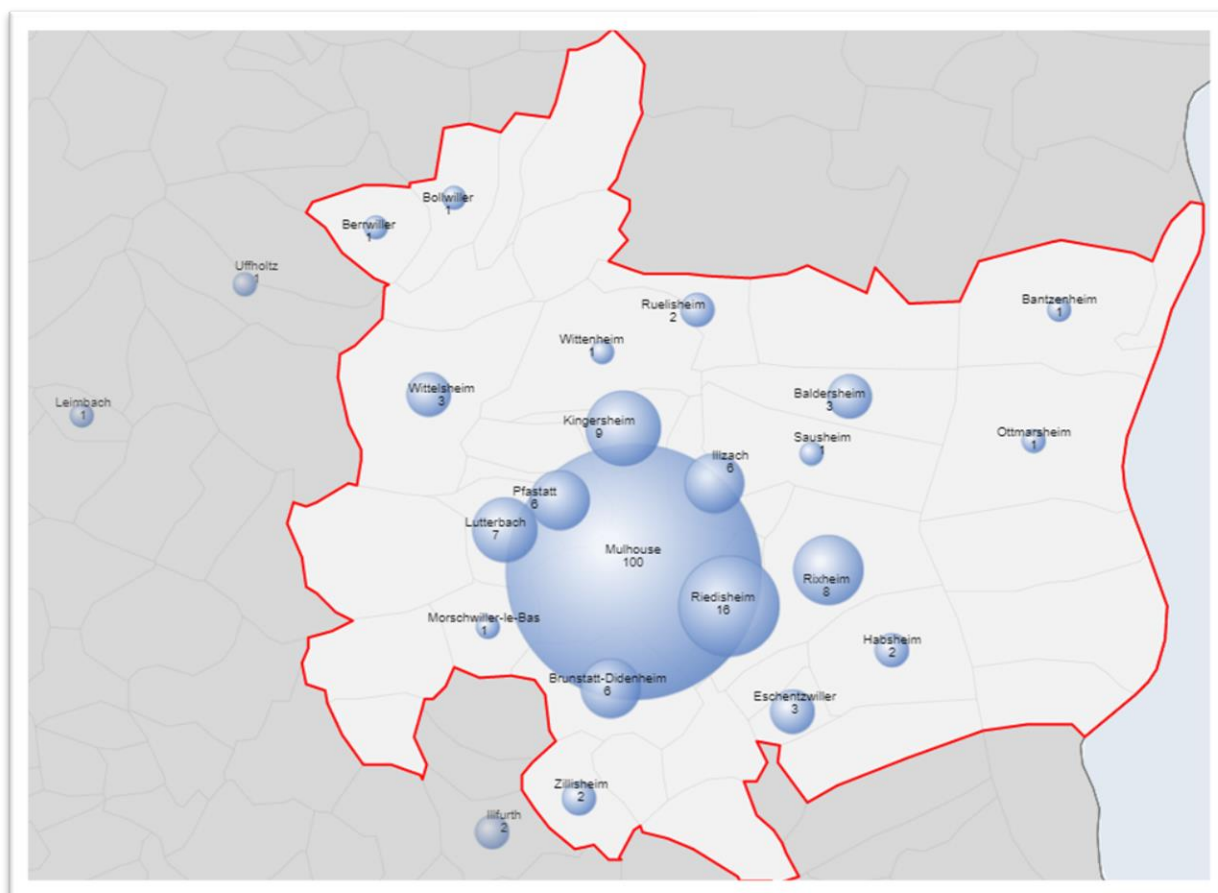 Bollwiller
1
Berrwiller
1
Uffholtz
1
Ruelisheim
2
Bantzenheim
1
Wittenheim
1
Wittelsheim
3
Baldersheim
3
Leimbach
1
Kingersheim
9
Sausheim
1
Ottmarsheim
1
Illzach
6
Pfastatt
6
Lutterbach
7
Mulhouse
100
Rixheim
8
Riedisheim
16
Morschwiller-le-Bas
1
Habsheim
2
Brunstatt-Didenheim
6
Eschentzwiller
3
Zillisheim
2
Illfurth
2